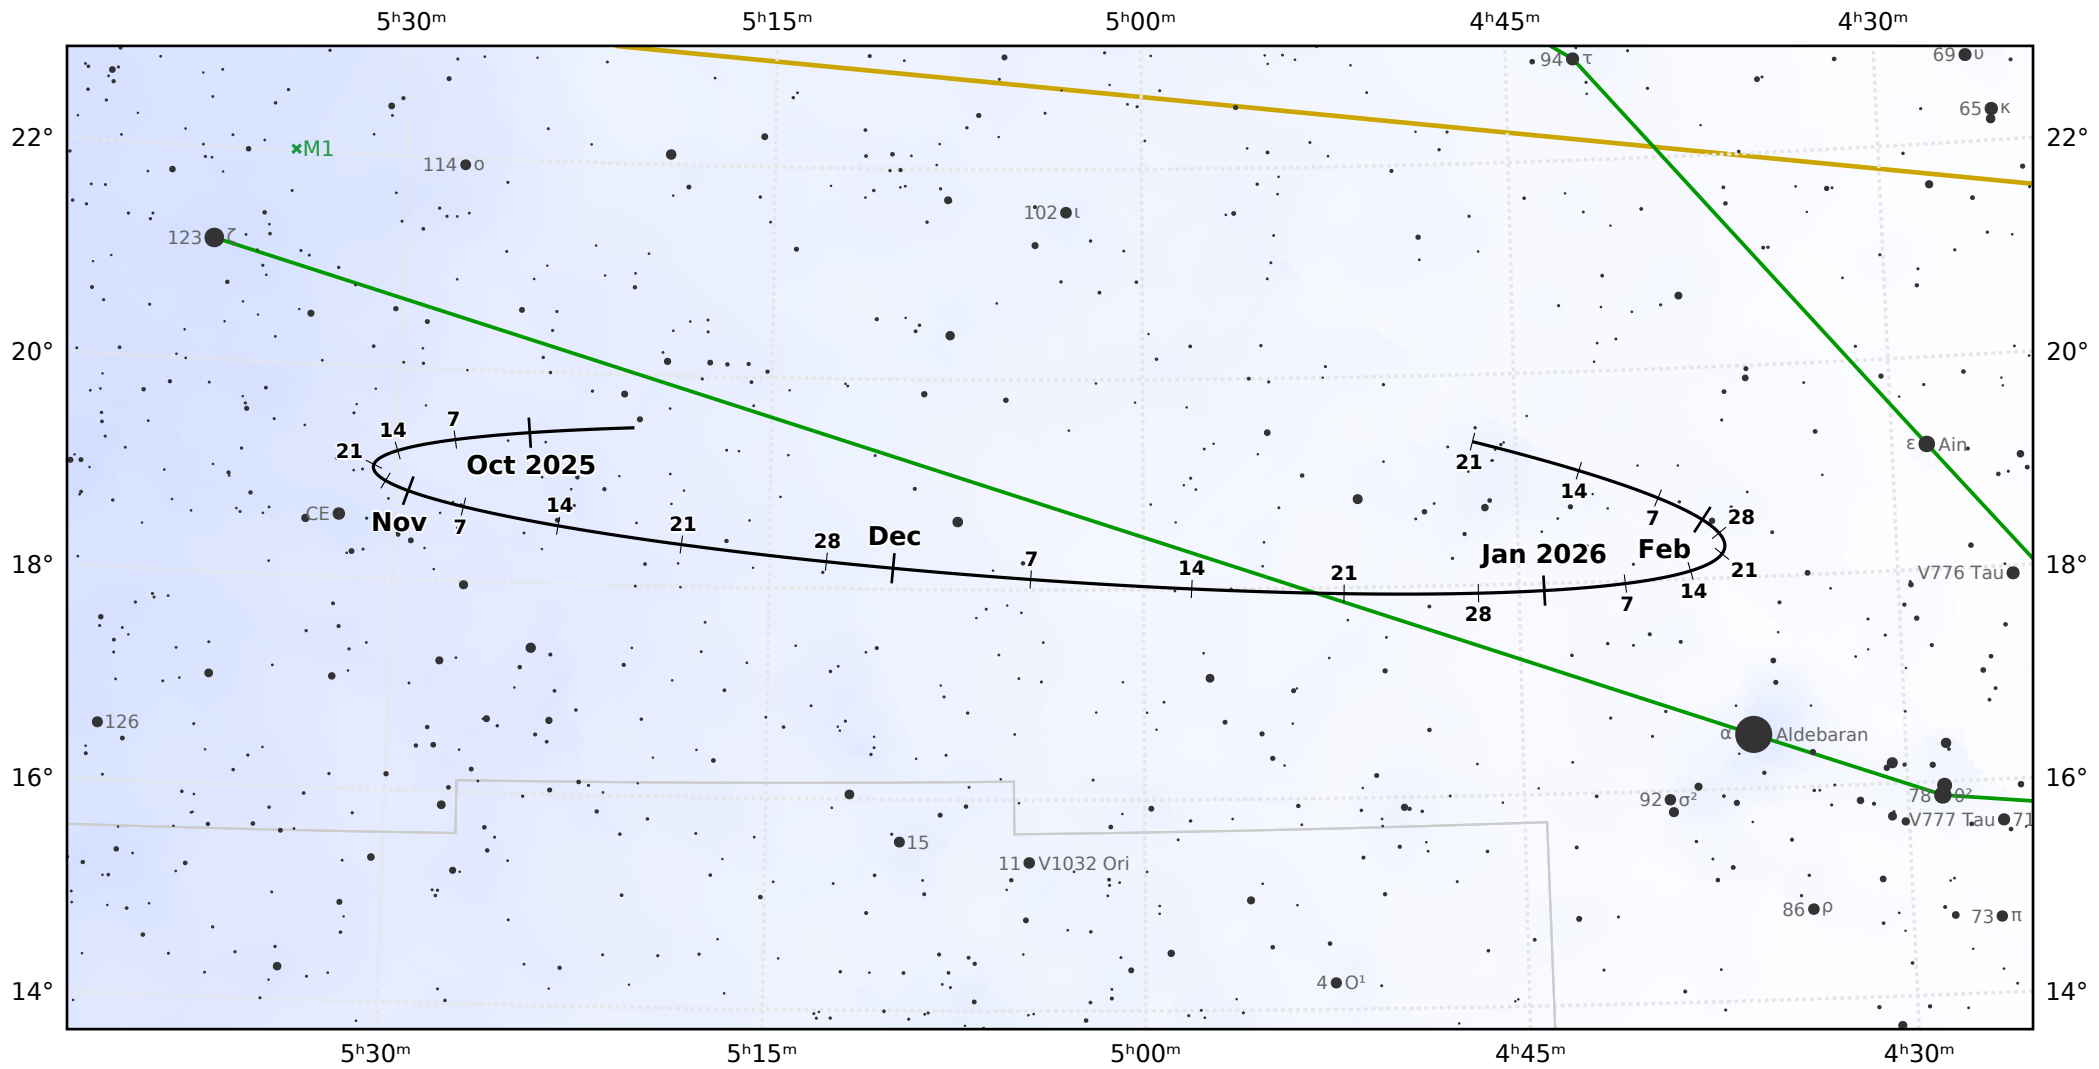 5ʰ30ᵐ 5ʰ15ᵐ 5ʰ00ᵐ 4ʰ45ᵐ 4ʰ30ᵐ
94 τ 69 υ
65 κ
22° 22°
M1
114 ο
102 ι
123 ζ
20° 20°
7
14
21
Oct 2025
ε Ain
21
14
CE
Nov 7 14 21 28 Dec 7 14 21 28
Jan 2026
7 14 21 Feb 28 7
18° 18°
V776 Tau
126
α Aldebaran
16° 16°
92 σ²
78 θ²
V777 Tau 71
15
11 V1032 Ori
86 ρ
73 π
4 Ο¹
14° 14°
5ʰ30ᵐ 5ʰ15ᵐ 5ʰ00ᵐ 4ʰ45ᵐ 4ʰ30ᵐ